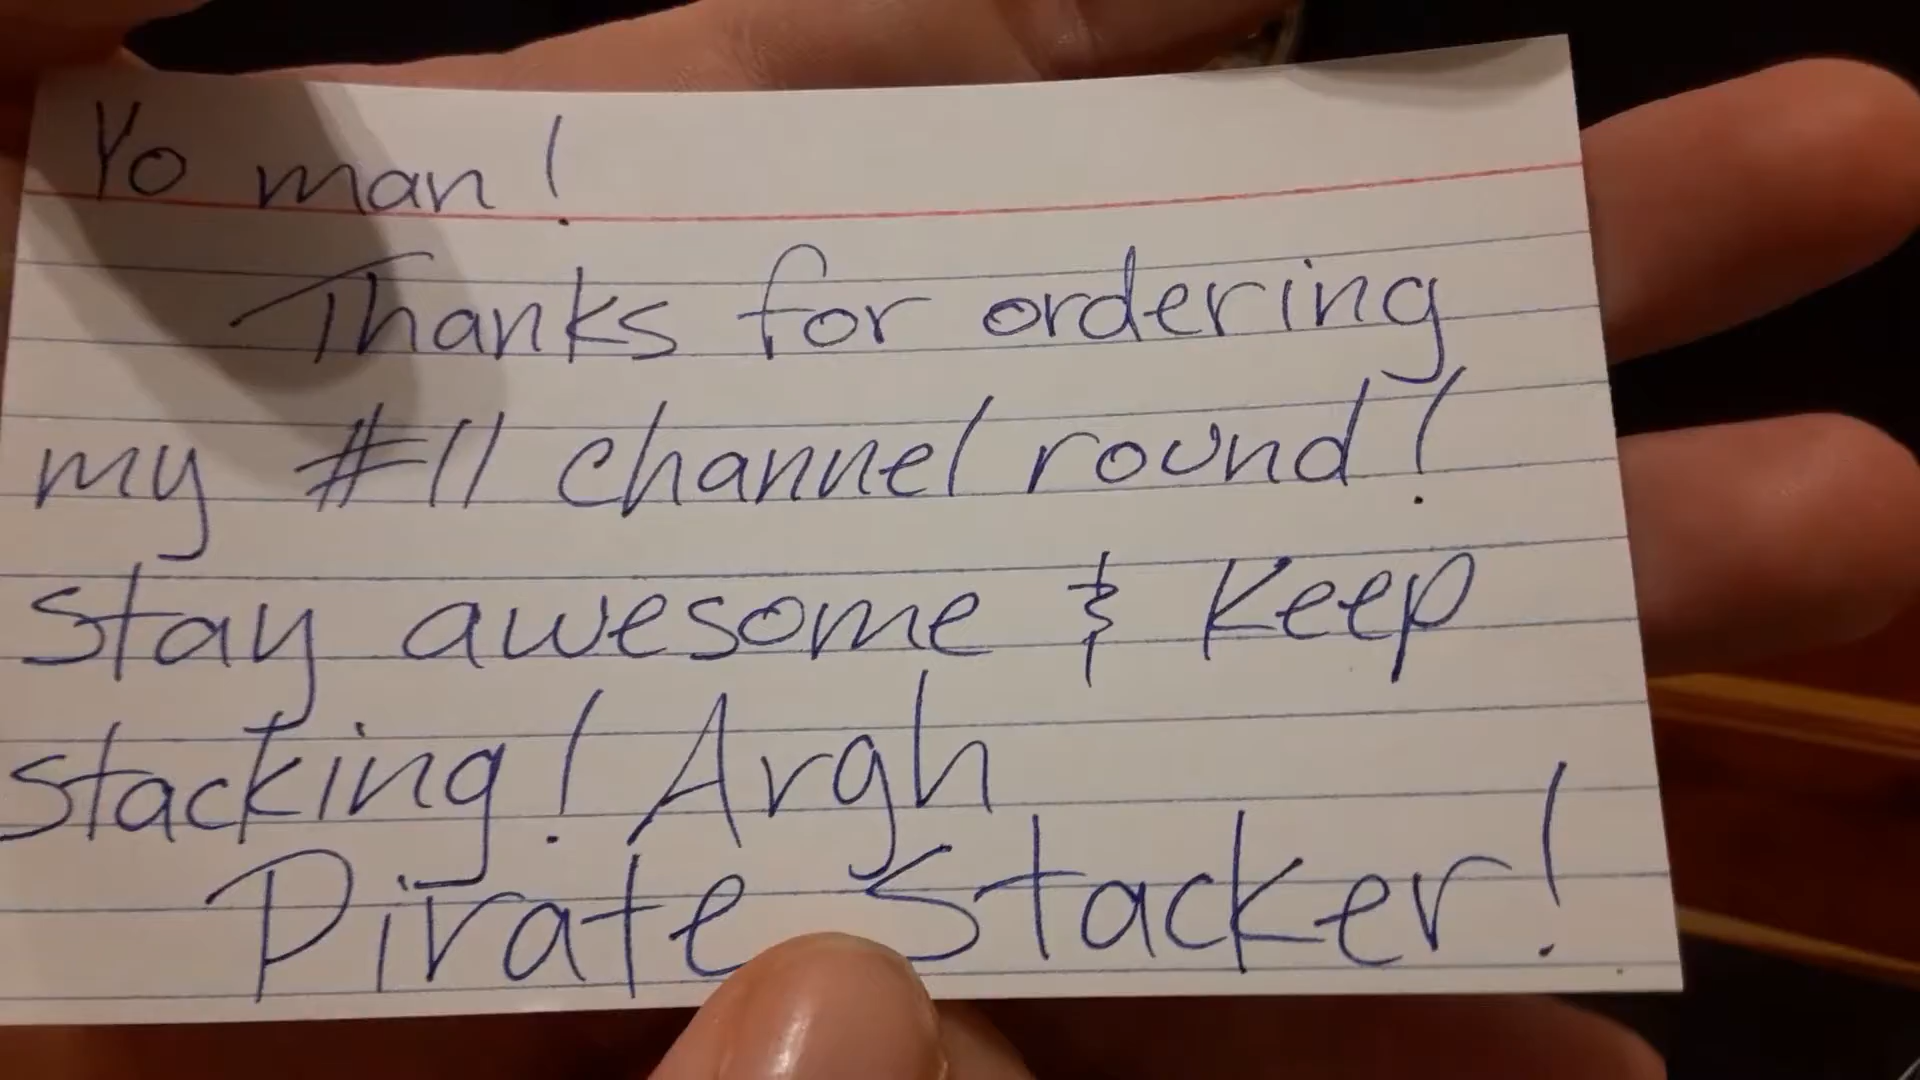 Yo man!
Thanks for ordering
my #11 channel round!
Stay awesome & Keep
stacking! Argh
Pirate Stacker!